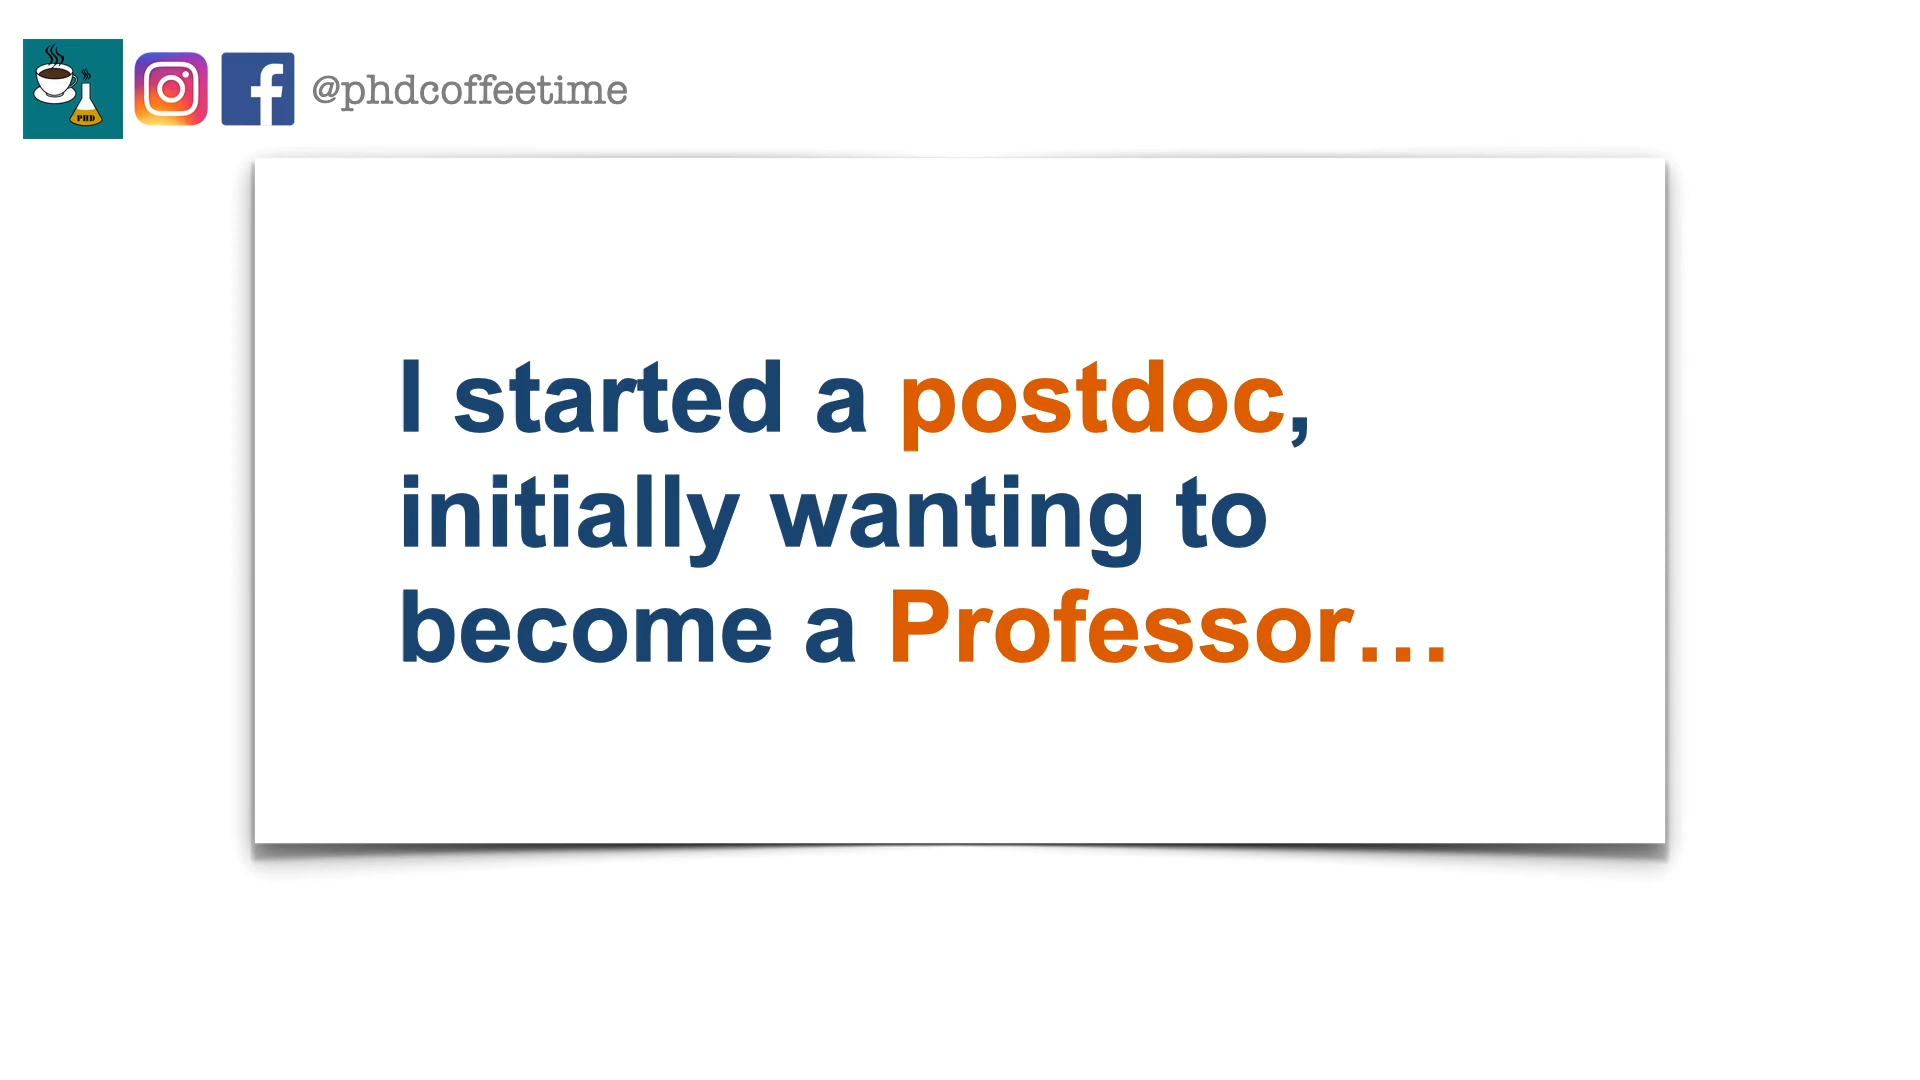 @phdcoffeetime
PHD
I started a postdoc,
initially wanting to
become a Professor...